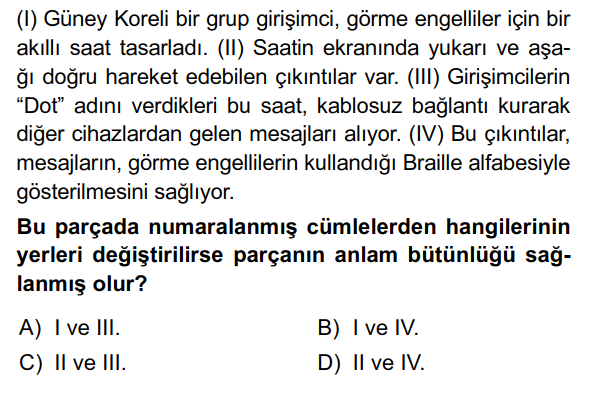 (I) Güney Koreli bir grup girişimci, görme engelliler için bir
akıllı saat tasarladı. (II) Saatin ekranında yukarı ve aşa-
ğı doğru hareket edebilen çıkıntılar var. (III) Girişimcilerin
“Dot” adını verdikleri bu saat, kablosuz bağlantı kurarak
diğer cihazlardan gelen mesajları alıyor. (IV) Bu çıkıntılar,
mesajların, görme engellilerin kullandığı Braille alfabesiyle
gösterilmesini sağlıyor.
Bu parçada numaralanmış cümlelerden hangilerinin
yerleri değiştirilirse parçanın anlam bütünlüğü sağ-
lanmış olur?
A) I ve III. B) I ve IV.
C) II ve III. D) II ve IV.